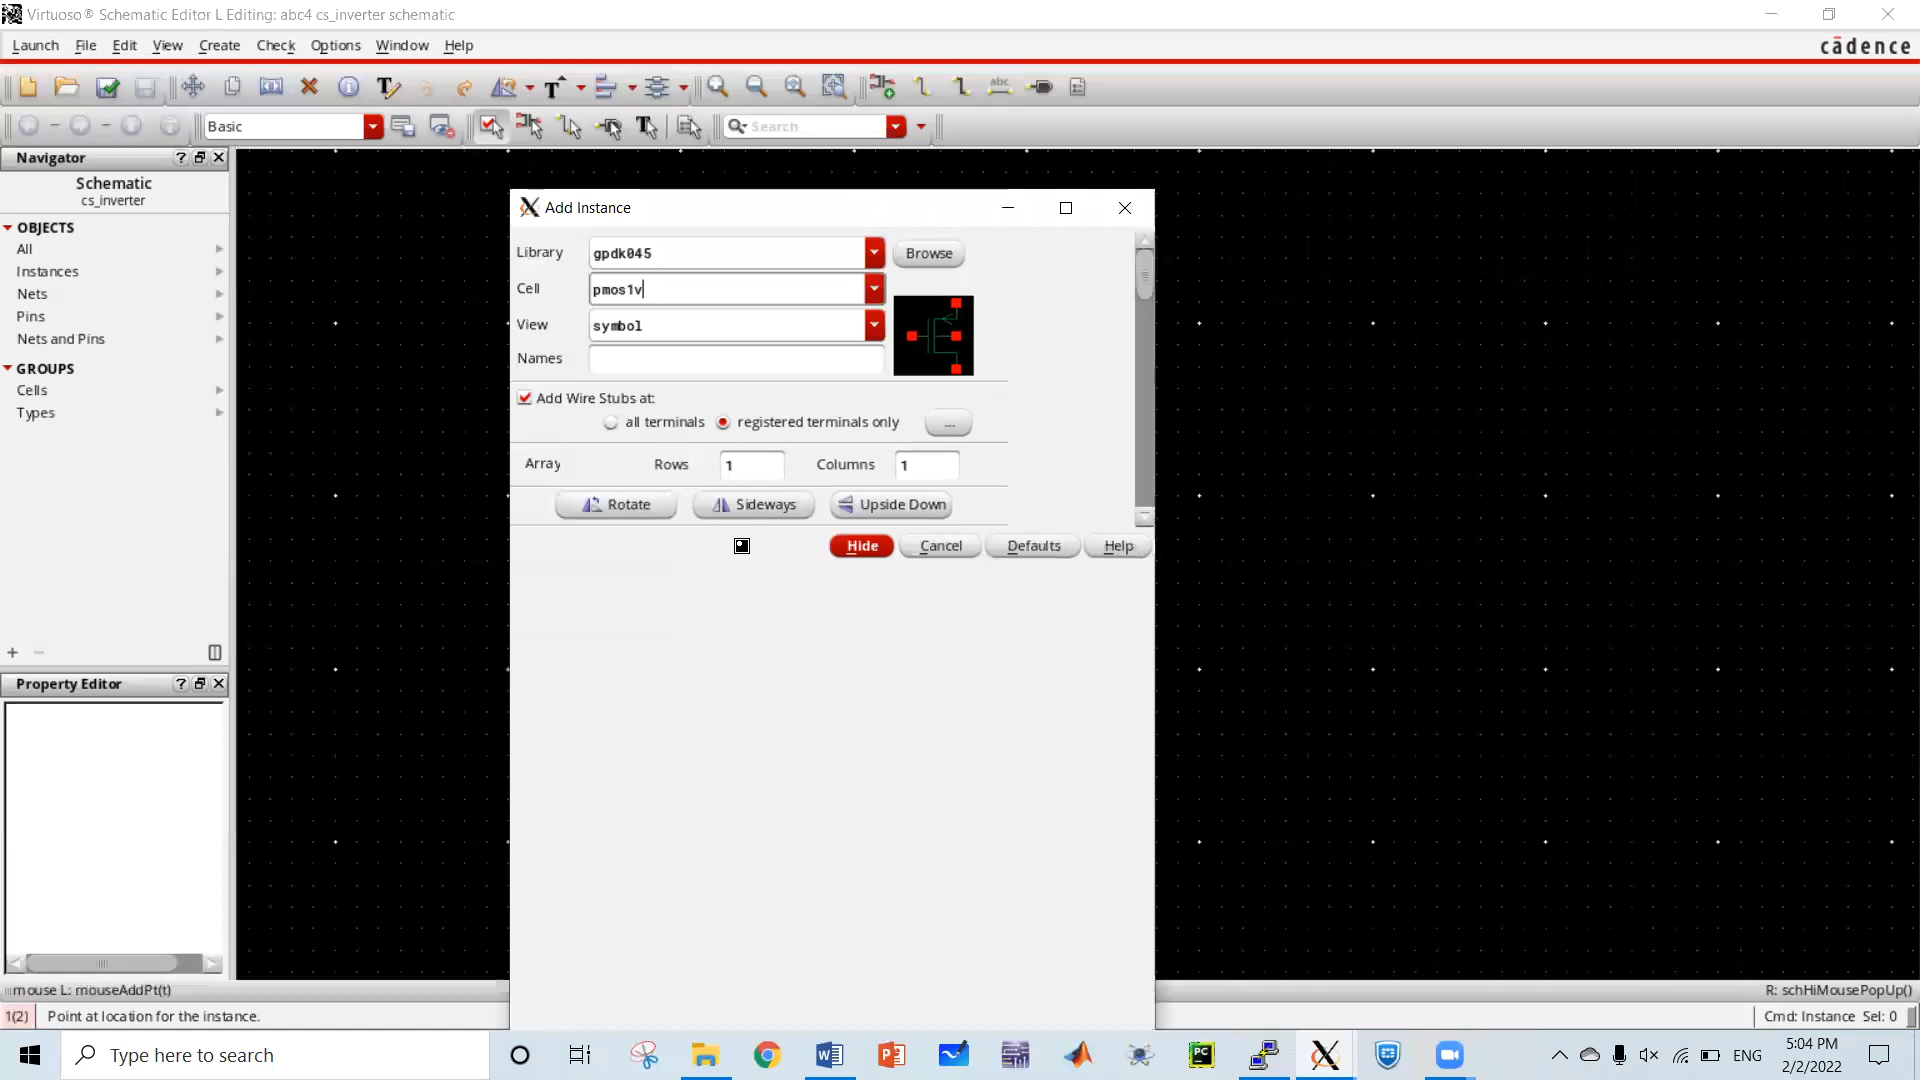 Virtuoso® Schematic Editor L Editing: abc4 cs_inverter schematic
Launch File Edit View Create Check Options Window Help
cādence
abc
Basic
Search
Navigator
Schematic
cs_inverter
OBJECTS
All
Instances
Nets
Pins
Nets and Pins
GROUPS
Cells
Types
Property Editor
Add Instance
Library gpdk045 Browse
Cell pmos1v
View symbol
Names
Add Wire Stubs at:
all terminals registered terminals only ...
Array Rows 1 Columns 1
Rotate Sideways Upside Down
Hide Cancel Defaults Help
mouse L: mouseAddPt(t)
R: schHiMousePopUp()
1(2) Point at location for the instance.
Cmd: Instance Sel: 0
Type here to search
ENG
5:04 PM
2/2/2022